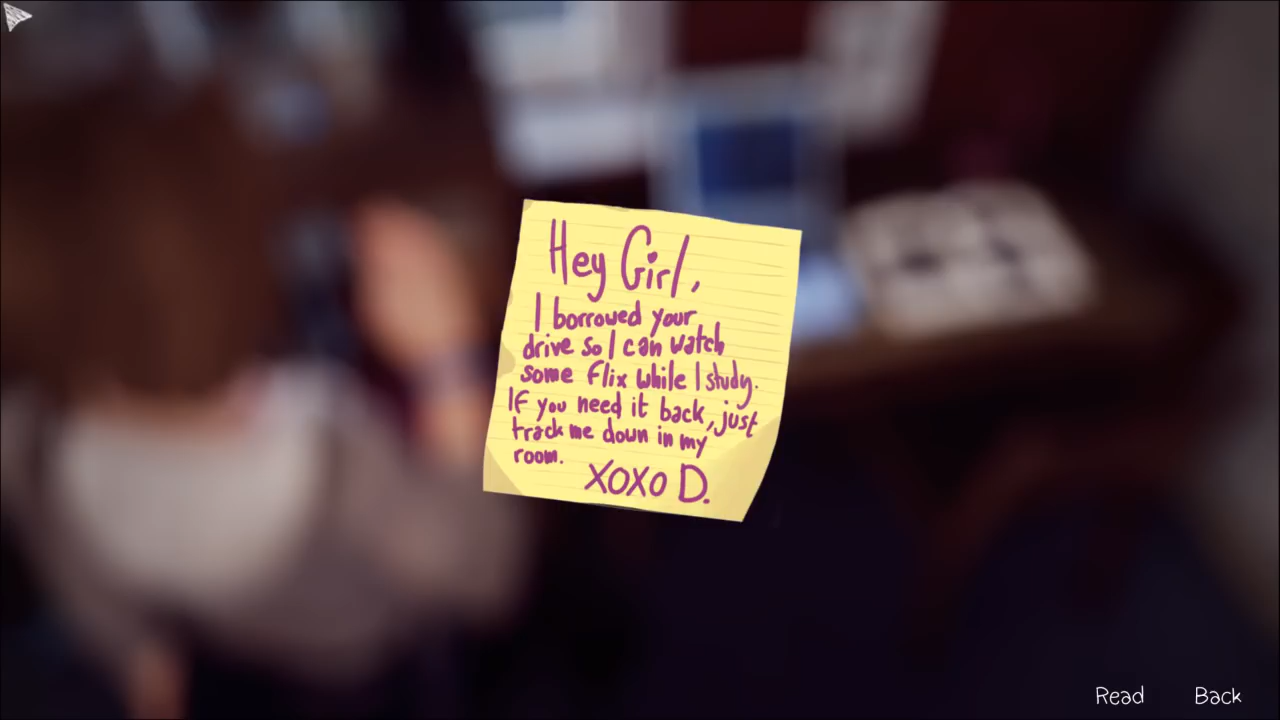 Hey Girl,
I borrowed your
drive so I can watch
some flix while I study.
If you need it back, just
track me down in my
room.
XOXO D.
Read
Back